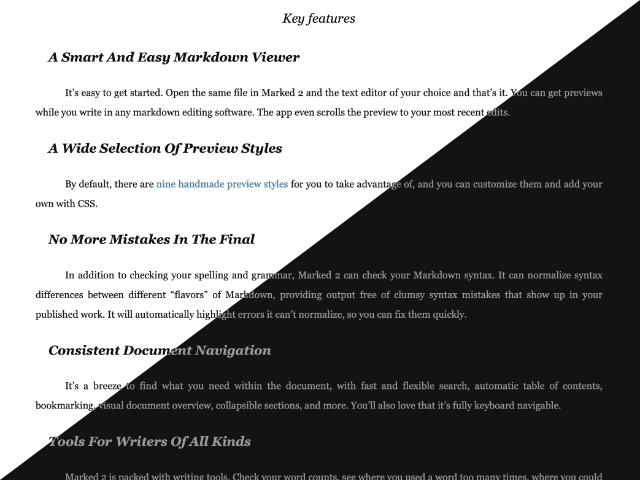 Key features
A Smart And Easy Markdown Viewer
It's easy to get started. Open the same file in Marked 2 and the text editor of your choice and that's it. You can get previews
while you write in any markdown editing software. The app even scrolls the preview to your most recent edits.
A Wide Selection Of Preview Styles
By default, there are nine handmade preview styles for you to take advantage of, and you can customize them and add your
own with CSS.
No More Mistakes In The Final
In addition to checking your spelling and grammar, Marked 2 can check your Markdown syntax. It can normalize syntax
differences between different “flavors” of Markdown, providing output free of clumsy syntax mistakes that show up in your
published work. It will automatically highlight errors it can't normalize, so you can fix them quickly.
Consistent Document Navigation
It's a breeze to find what you need within the document, with fast and flexible search, automatic table of contents,
bookmarking, visual document overview, collapsible sections, and more. You'll also love that it's fully keyboard navigable.
Tools For Writers Of All Kinds
Marked 2 is packed with writing tools. Check your word counts, see where you used a word too many times, where you could